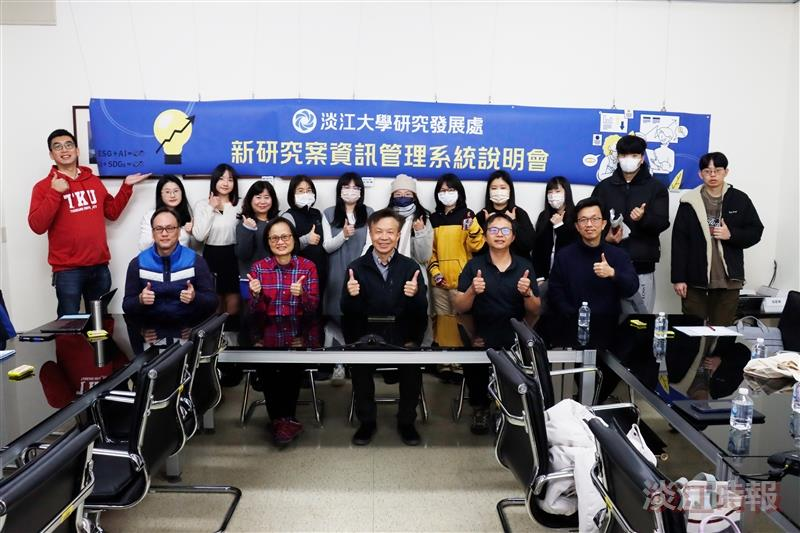 淡江大學研究發展處
新研究案資訊管理系統說明會
ESG+AI=∞
+SDGs=∞
TKU
淡江時報